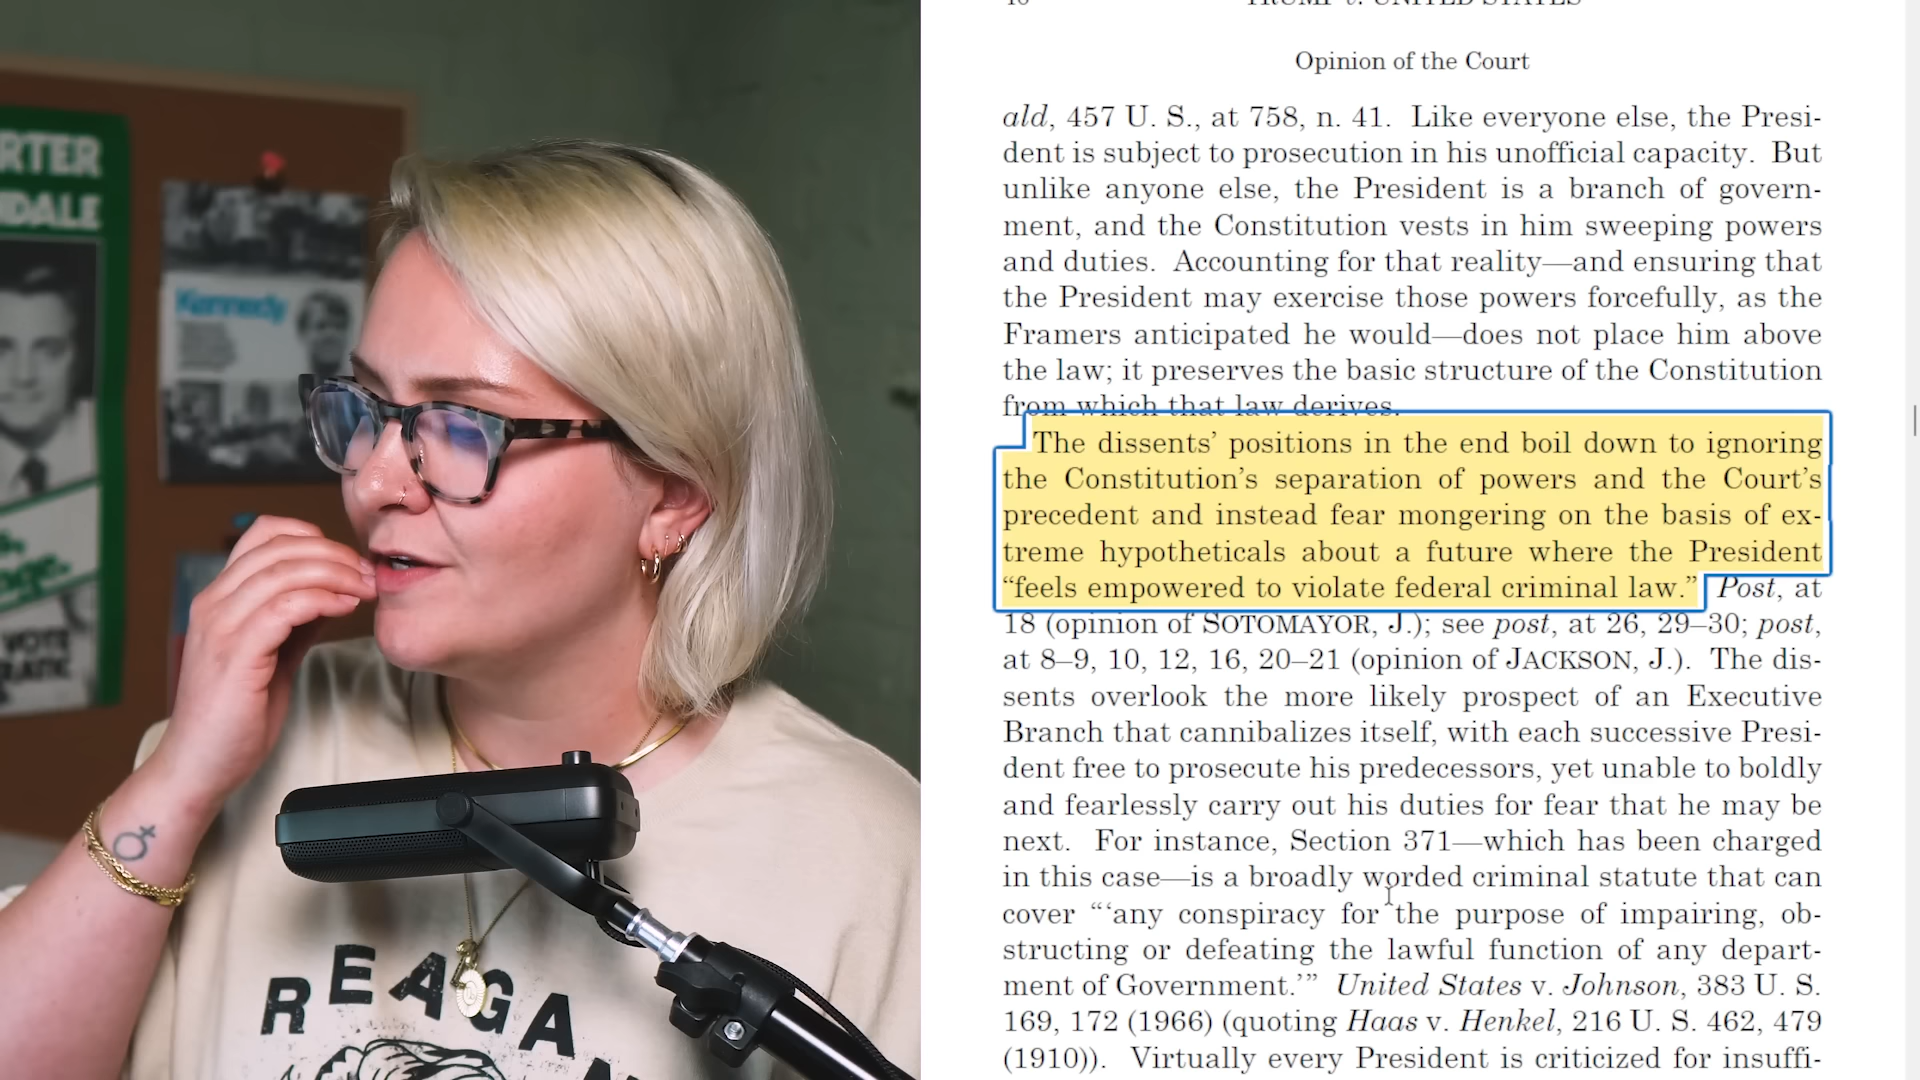 RTER
NDALE
Kennedy
VOTE
REAGAN
TRUMP v. UNITED STATES
Opinion of the Court
ald, 457 U. S., at 758, n. 41. Like everyone else, the Presi-
dent is subject to prosecution in his unofficial capacity. But
unlike anyone else, the President is a branch of govern-
ment, and the Constitution vests in him sweeping powers
and duties. Accounting for that reality—and ensuring that
the President may exercise those powers forcefully, as the
Framers anticipated he would—does not place him above
the law; it preserves the basic structure of the Constitution
from which that law derives.
The dissents’ positions in the end boil down to ignoring
the Constitution’s separation of powers and the Court’s
precedent and instead fear mongering on the basis of ex-
treme hypotheticals about a future where the President
“feels empowered to violate federal criminal law.” Post, at
18 (opinion of SOTOMAYOR, J.); see post, at 26, 29–30; post,
at 8–9, 10, 12, 16, 20–21 (opinion of JACKSON, J.). The dis-
sents overlook the more likely prospect of an Executive
Branch that cannibalizes itself, with each successive Presi-
dent free to prosecute his predecessors, yet unable to boldly
and fearlessly carry out his duties for fear that he may be
next. For instance, Section 371—which has been charged
in this case—is a broadly worded criminal statute that can
cover “‘any conspiracy for the purpose of impairing, ob-
structing or defeating the lawful function of any depart-
ment of Government.’” United States v. Johnson, 383 U. S.
169, 172 (1966) (quoting Haas v. Henkel, 216 U. S. 462, 479
(1910)). Virtually every President is criticized for insuffi-